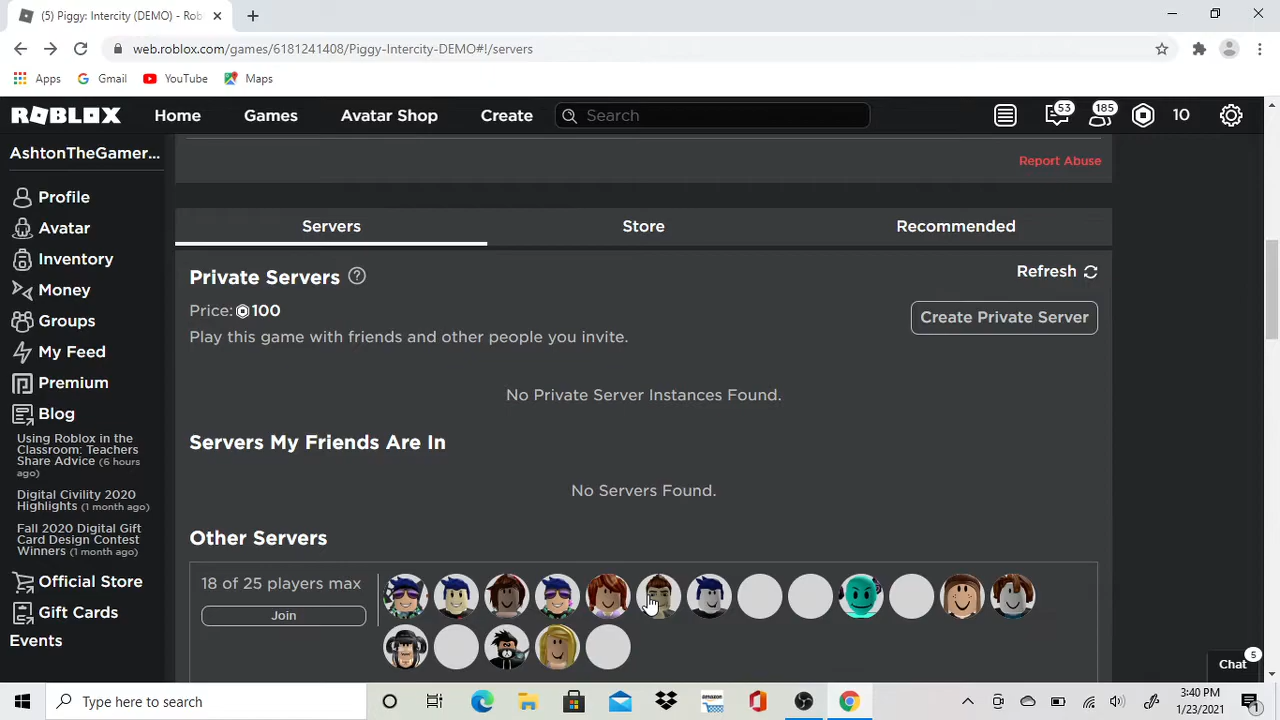 (5) Piggy: Intercity (DEMO) - Rob
web.roblox.com/games/6181241408/Piggy-Intercity-DEMO#!/servers
Apps Gmail YouTube Maps
ROBLOX Home Games Avatar Shop Create Search 53 185 10
AshtonTheGamer...
Report Abuse
Profile
Avatar
Inventory
Money
Groups
My Feed
Premium
Blog
Using Roblox in the
Classroom: Teachers
Share Advice (6 hours
ago)
Digital Civility 2020
Highlights (1 month ago)
Fall 2020 Digital Gift
Card Design Contest
Winners (1 month ago)
Official Store
Gift Cards
Events
Servers Store Recommended
Private Servers ?
Refresh
Price: 100
Create Private Server
Play this game with friends and other people you invite.
No Private Server Instances Found.
Servers My Friends Are In
No Servers Found.
Other Servers
18 of 25 players max
Join
Chat 5
Type here to search
amazon
3:40 PM
1/23/2021
1